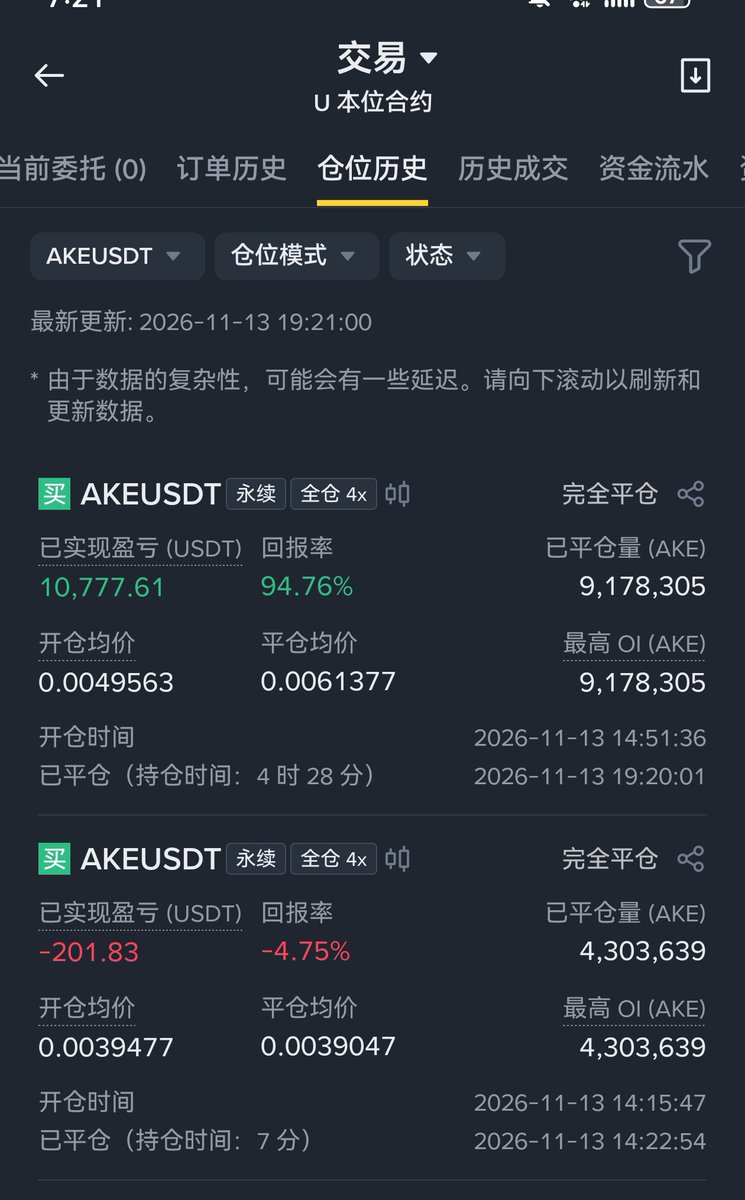 7:21
交易
U 本位合约
当前委托 (0) 订单历史 仓位历史 历史成交 资金流水
AKEUSDT 仓位模式 状态
最新更新: 2026-11-13 19:21:00
* 由于数据的复杂性，可能会有一些延迟。请向下滚动以刷新和
更新数据。
买 AKEUSDT 永续 全仓 4x 完全平仓
已实现盈亏 (USDT) 回报率 已平仓量 (AKE)
10,777.61 94.76% 9,178,305
开仓均价 平仓均价 最高 OI (AKE)
0.0049563 0.0061377 9,178,305
开仓时间 2026-11-13 14:51:36
已平仓（持仓时间： 4 时 28 分） 2026-11-13 19:20:01
买 AKEUSDT 永续 全仓 4x 完全平仓
已实现盈亏 (USDT) 回报率 已平仓量 (AKE)
-201.83 -4.75% 4,303,639
开仓均价 平仓均价 最高 OI (AKE)
0.0039477 0.0039047 4,303,639
开仓时间 2026-11-13 14:15:47
已平仓（持仓时间： 7 分） 2026-11-13 14:22:54